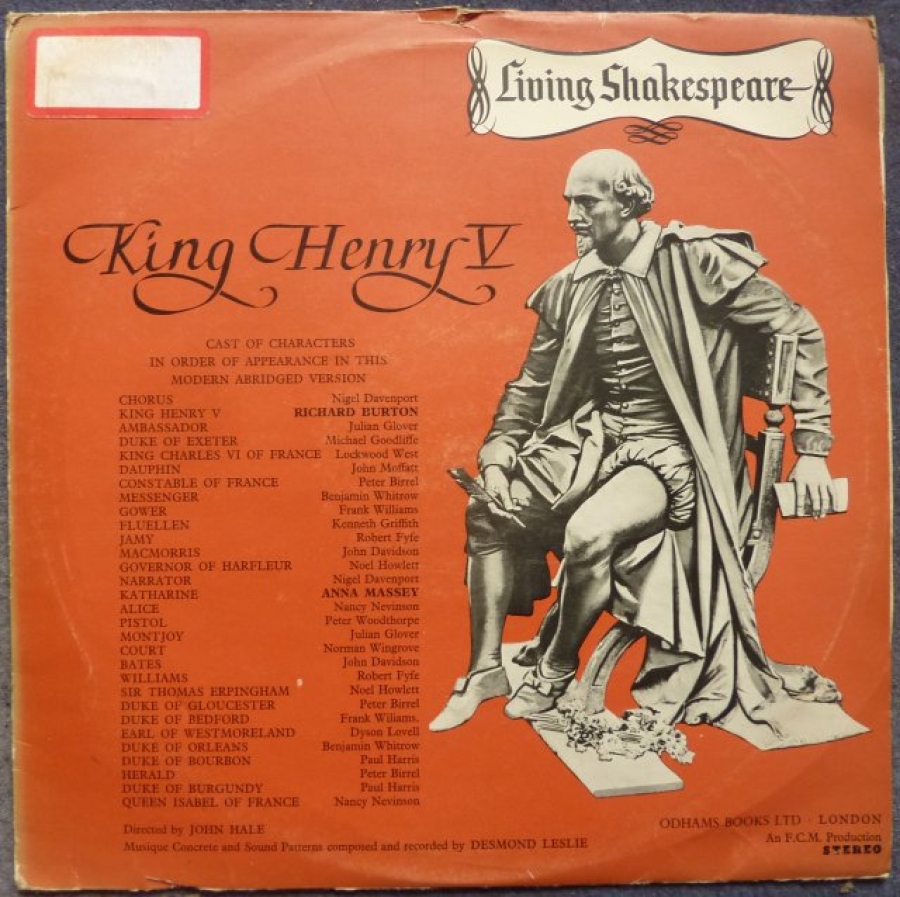 Living Shakespeare
King Henry V
CAST OF CHARACTERS
IN ORDER OF APPEARANCE IN THIS
MODERN ABRIDGED VERSION
CHORUS Nigel Davenport
KING HENRY V RICHARD BURTON
AMBASSADOR Julian Glover
DUKE OF EXETER Michael Goodliffe
KING CHARLES VI OF FRANCE Lockwood West
DAUPHIN John Moffatt
CONSTABLE OF FRANCE Peter Birrel
MESSENGER Benjamin Whitrow
GOWER Frank Williams
FLUELLEN Kenneth Griffith
JAMY Robert Fyfe
MACMORRIS John Davidson
GOVERNOR OF HARFLEUR Noel Howlett
NARRATOR Nigel Davenport
KATHARINE ANNA MASSEY
ALICE Nancy Nevinson
PISTOL Peter Woodthorpe
MONTJOY Julian Glover
COURT Norman Wingrove
BATES John Davidson
WILLIAMS Robert Fyfe
SIR THOMAS ERPINGHAM Noel Howlett
DUKE OF GLOUCESTER Peter Birrel
DUKE OF BEDFORD Frank Wiliams.
EARL OF WESTMORELAND Dyson Lovell
DUKE OF ORLEANS Benjamin Whitrow
DUKE OF BOURBON Paul Harris
HERALD Peter Birrel
DUKE OF BURGUNDY Paul Harris
QUEEN ISABEL OF FRANCE Nancy Nevinson
Directed by JOHN HALE
Musique Concrete and Sound Patterns composed and recorded by DESMOND LESLIE
ODHAMS BOOKS LTD · LONDON
An F.C.M. Production
STEREO